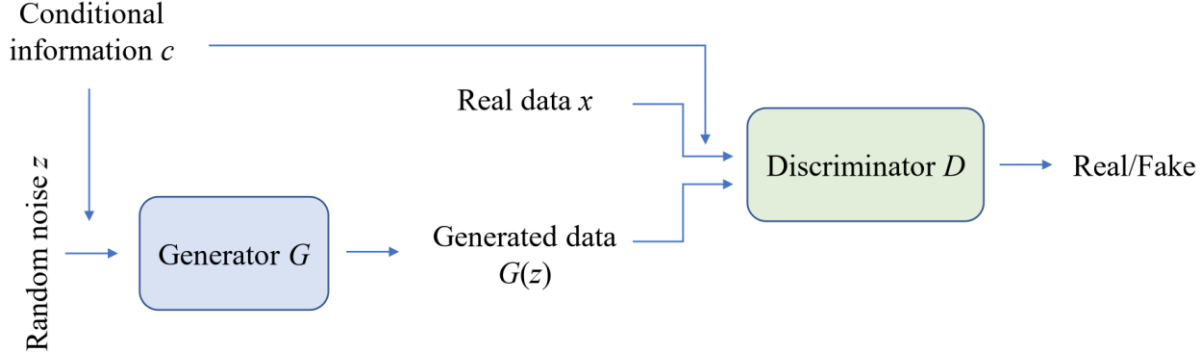 Conditional
information c
Real data x
Discriminator D
Real/Fake
Random noise z
Generator G
Generated data
G(z)